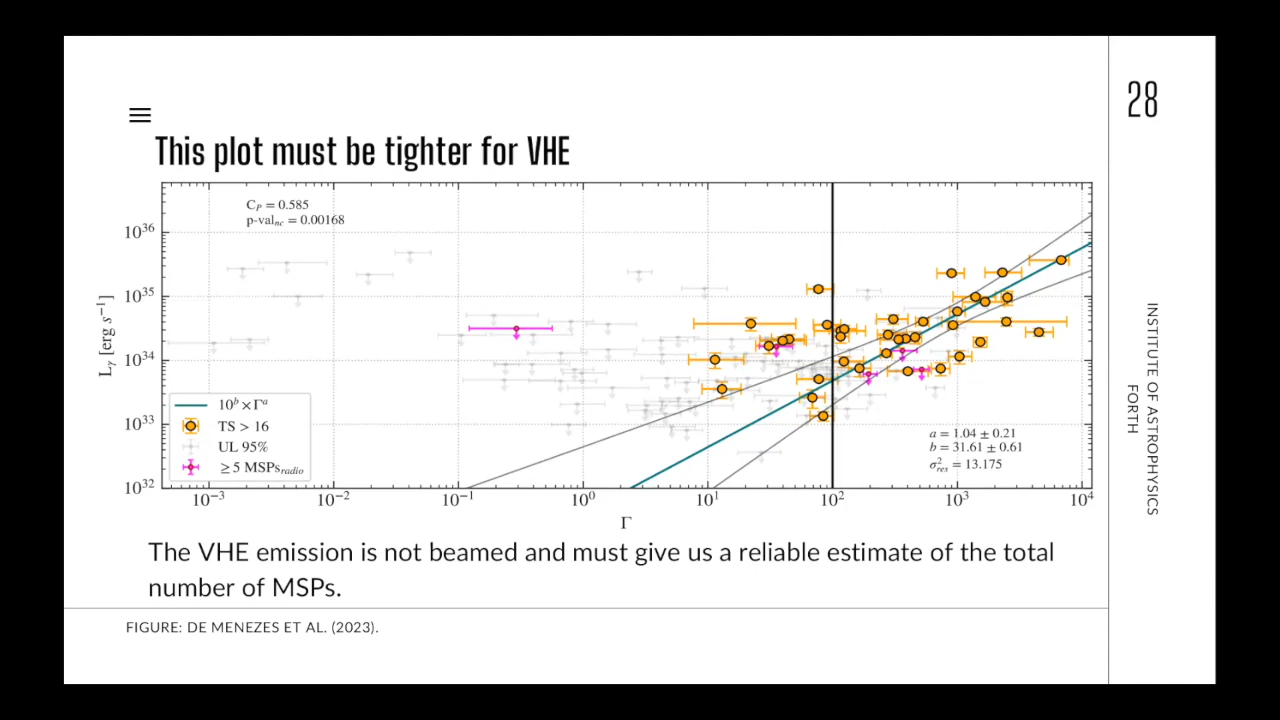 28
This plot must be tighter for VHE
C_P = 0.585
p-val_nc = 0.00168
10^36
10^35
10^34
10^33
10^32
L_γ [erg s^−1]
10^b × Γ^a
TS > 16
UL 95%
≥ 5 MSPs_radio
a = 1.04 ± 0.21
b = 31.61 ± 0.61
σ^2_res = 13.175
10^−3 10^−2 10^−1 10^0 10^1 10^2 10^3 10^4
Γ
The VHE emission is not beamed and must give us a reliable estimate of the total
number of MSPs.
FIGURE: DE MENEZES ET AL. (2023).
INSTITUTE OF ASTROPHYSICS
FORTH